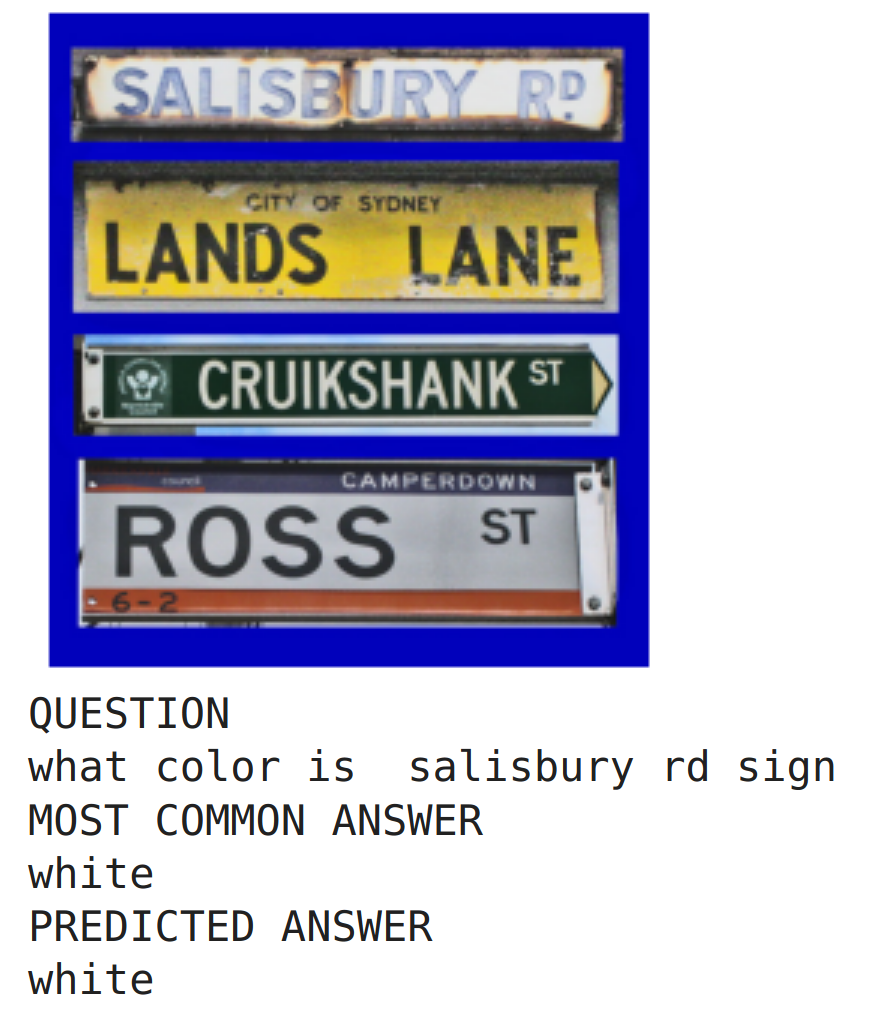 SALISBURY RD
CITY OF SYDNEY
LANDS LANE
CRUIKSHANK ST
council CAMPERDOWN
ROSS ST
6-2
QUESTION
what color is  salisbury rd sign
MOST COMMON ANSWER
white
PREDICTED ANSWER
white